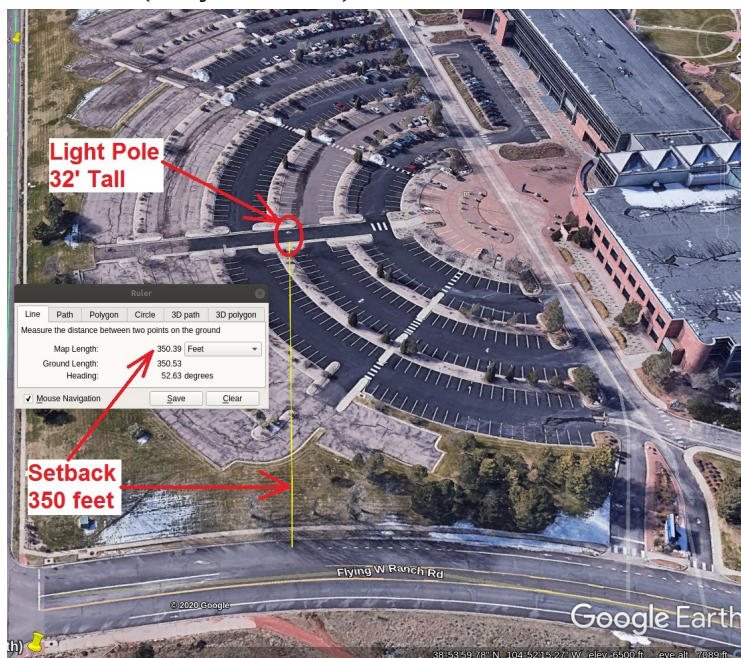 Light Pole
32' Tall
Ruler
Line Path Polygon Circle 3D path 3D polygon
Measure the distance between two points on the ground
Map Length: 350.39 Feet
Ground Length: 350.53
Heading: 52.63 degrees
Mouse Navigation Save Clear
Setback
350 feet
Flying W Ranch Rd
© 2020 Google
Google Earth
th)
38°53'59.78" N 104°52'15.27" W elev 6500 ft eye alt 7089 ft